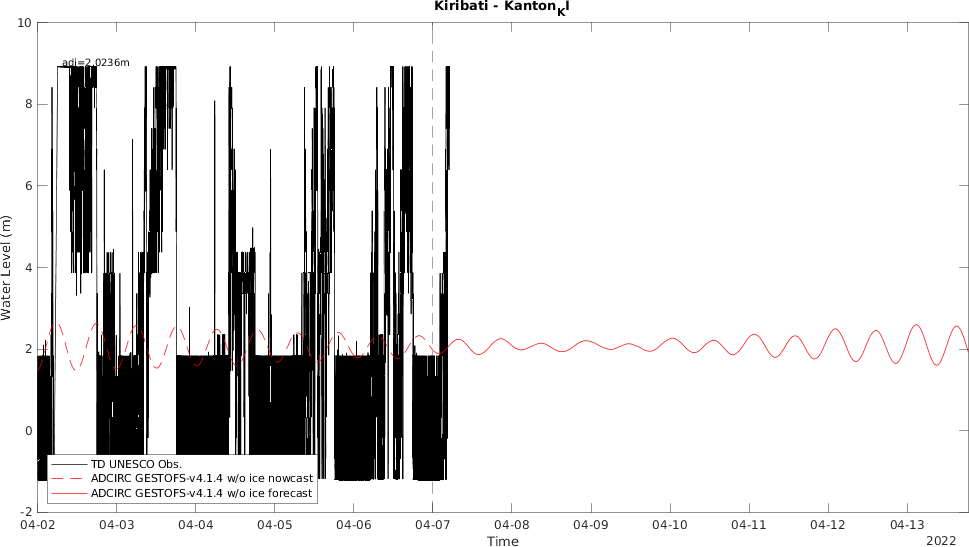 Kiribati - KantonKI
adj=2.0236m
10
8
6
4
2
0
-2
Water Level (m)
TD UNESCO Obs.
ADCIRC GESTOFS-v4.1.4 w/o ice nowcast
ADCIRC GESTOFS-v4.1.4 w/o ice forecast
04-02 04-03 04-04 04-05 04-06 04-07 04-08 04-09 04-10 04-11 04-12 04-13
Time
2022